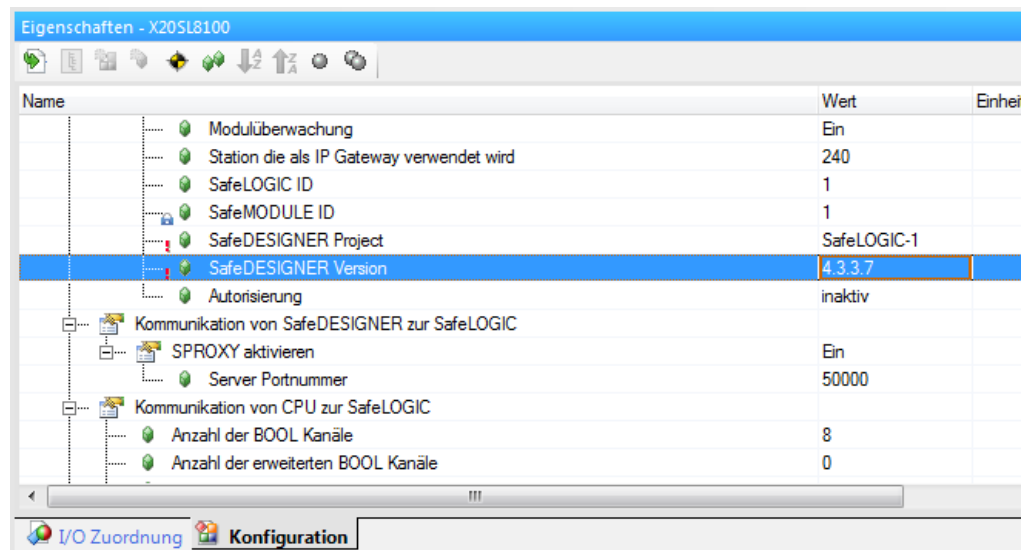 Eigenschaften - X20SL8100
Name Wert Einheit
Modulüberwachung Ein
Station die als IP Gateway verwendet wird 240
SafeLOGIC ID 1
SafeMODULE ID 1
SafeDESIGNER Project SafeLOGIC-1
SafeDESIGNER Version 4.3.3.7
Autorisierung inaktiv
Kommunikation von SafeDESIGNER zur SafeLOGIC
SPROXY aktivieren Ein
Server Portnummer 50000
Kommunikation von CPU zur SafeLOGIC
Anzahl der BOOL Kanäle 8
Anzahl der erweiterten BOOL Kanäle 0
I/O Zuordnung Konfiguration